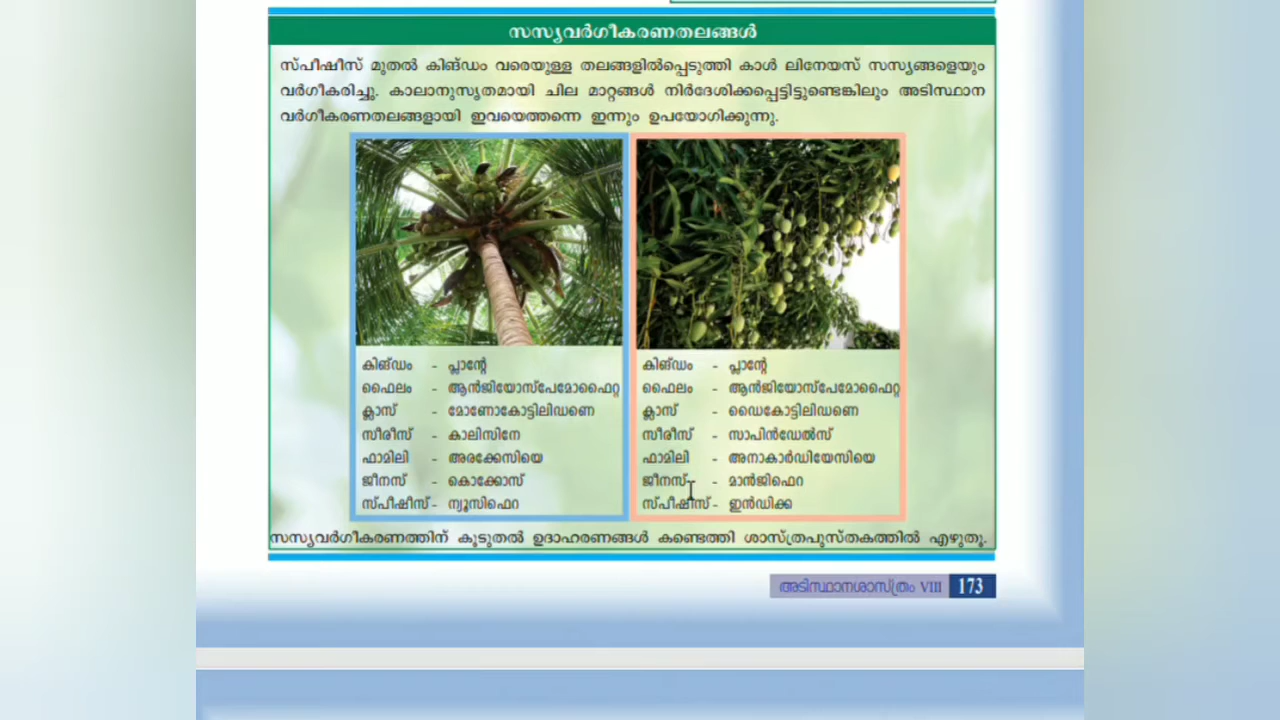 സസ്യവർഗീകരണതലങ്ങൾ
സ്പീഷീസ് മുതൽ കിങ്ഡം വരെയുള്ള തലങ്ങളിൽപ്പെടുത്തി കാൾ ലിനേയസ് സസ്യങ്ങളെയും
വർഗീകരിച്ചു. കാലാനുസൃതമായി ചില മാറ്റങ്ങൾ നിർദേശിക്കപ്പെട്ടിട്ടുണ്ടെങ്കിലും അടിസ്ഥാന
വർഗീകരണതലങ്ങളായി ഇവയെത്തന്നെ ഇന്നും ഉപയോഗിക്കുന്നു.
കിങ്ഡം - പ്ലാന്റേ
ഫൈലം - ആൻജിയോസ്പേമോഫൈറ്റ
ക്ലാസ് - മോണോകോട്ടിലിഡണെ
സീരീസ് - കാലിസിനേ
ഫാമിലി - അരക്കേസിയെ
ജീനസ് - കൊക്കോസ്
സ്പീഷീസ് - ന്യൂസിഫെറ
കിങ്ഡം - പ്ലാന്റേ
ഫൈലം - ആൻജിയോസ്പേമോഫൈറ്റ
ക്ലാസ് - ഡൈകോട്ടിലിഡണെ
സീരീസ് - സാപിൻഡേൽസ്
ഫാമിലി - അനാകാർഡിയേസിയെ
ജീനസ് - മാൻജിഫെറ
സ്പീഷീസ് - ഇൻഡിക്ക
സസ്യവർഗീകരണത്തിന് കൂടുതൽ ഉദാഹരണങ്ങൾ കണ്ടെത്തി ശാസ്ത്രപുസ്തകത്തിൽ എഴുതൂ.
അടിസ്ഥാനശാസ്ത്രം VIII 173